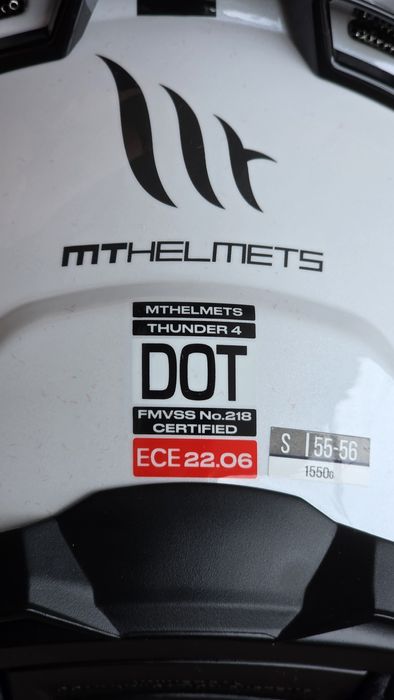 MTHELMETS
MTHELMETS
THUNDER 4
DOT
FMVSS No.218
CERTIFIED
ECE 22.06
S | 55-56
1550G